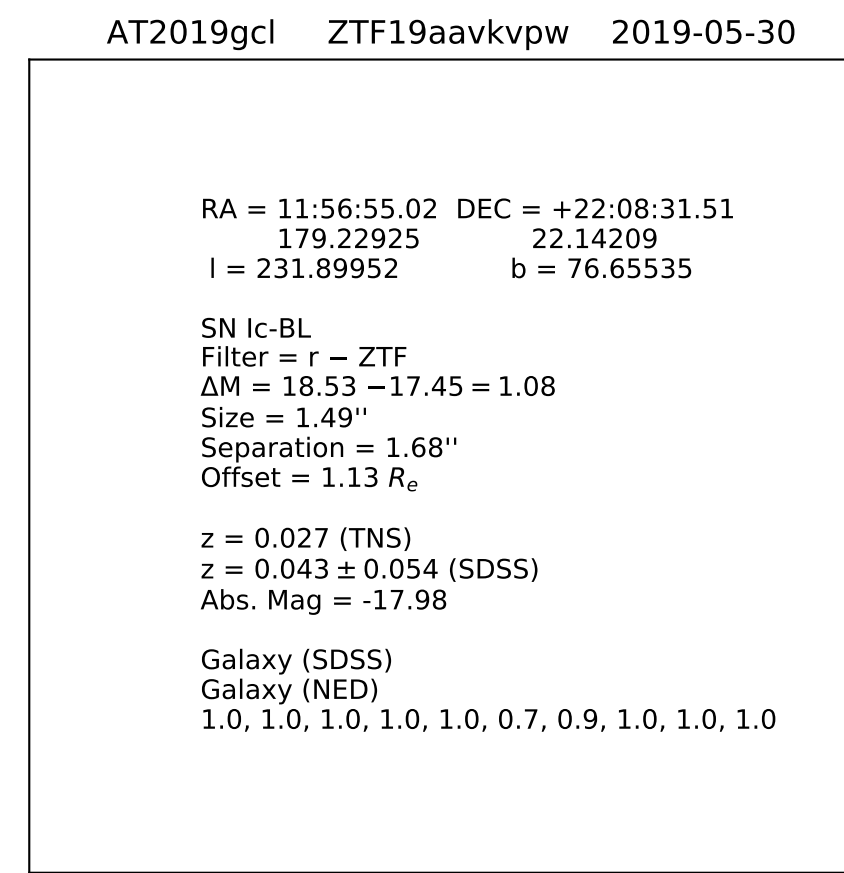 AT2019gcl ZTF19aavkvpw 2019-05-30
RA = 11:56:55.02 DEC = +22:08:31.51
179.22925 22.14209
l = 231.89952 b = 76.65535
SN Ic-BL
Filter = r − ZTF
ΔM = 18.53 −17.45 = 1.08
Size = 1.49''
Separation = 1.68''
Offset = 1.13 Rₑ
z = 0.027 (TNS)
z = 0.043 ± 0.054 (SDSS)
Abs. Mag = -17.98
Galaxy (SDSS)
Galaxy (NED)
1.0, 1.0, 1.0, 1.0, 1.0, 0.7, 0.9, 1.0, 1.0, 1.0